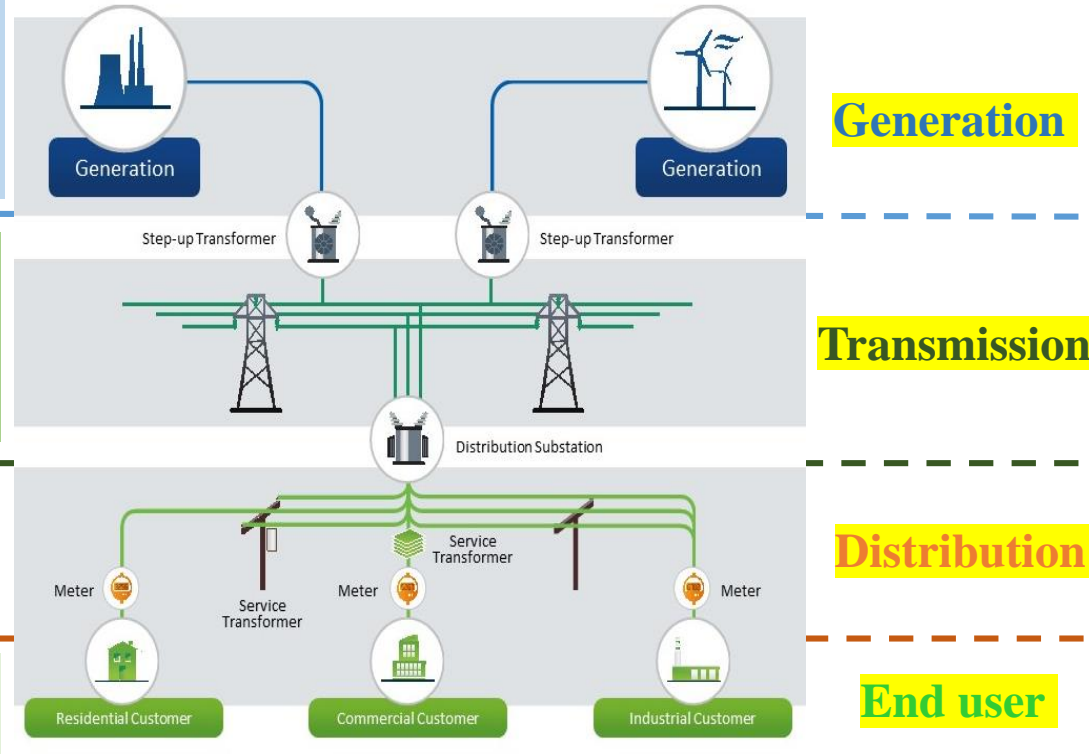 Generation
Generation
Generation
Step-up Transformer
Step-up Transformer
Transmission
Distribution Substation
Service
Transformer
Distribution
Meter
Meter
Meter
Service
Transformer
Residential Customer
Commercial Customer
Industrial Customer
End user